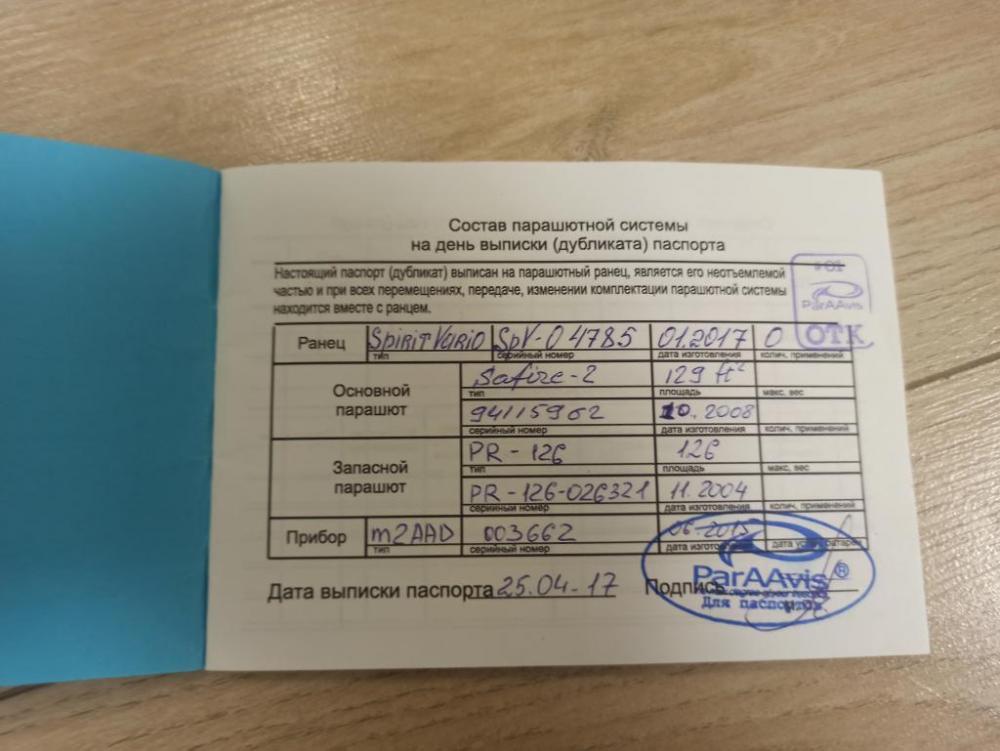 Состав парашютной системы
на день выписки (дубликата) паспорта
Настоящий паспорт (дубликат) выписан на парашютный ранец, является его неотъемлемой
частью и при всех перемещениях, передаче, изменении комплектации парашютной системы
находится вместе с ранцем.
ParAAvis
ОТК
Ранец Spirit Vario SpV-04785 01.2017 0
тип серийный номер дата изготовления колич. применений
Основной парашют
Safire-2 129 ft²
тип площадь макс. вес
94115962 10.2008
серийный номер дата изготовления колич. применений
Запасной парашют
PR-126 126
тип площадь макс. вес
PR-126-026321 11.2004
серийный номер дата изготовления колич. применений
Прибор m2AAD 003662 06-2015
тип серийный номер
Дата выписки паспорта 25.04-17 Подпись
ParAAvis ®
Для паспортов